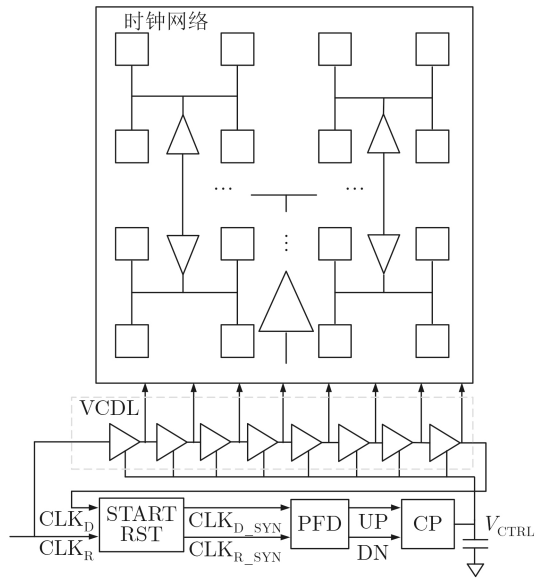 时钟网络
...
...
...
VCDL
CLK_D
CLK_R
START
RST
CLK_D_SYN
CLK_R_SYN
PFD
UP
DN
CP
V_CTRL